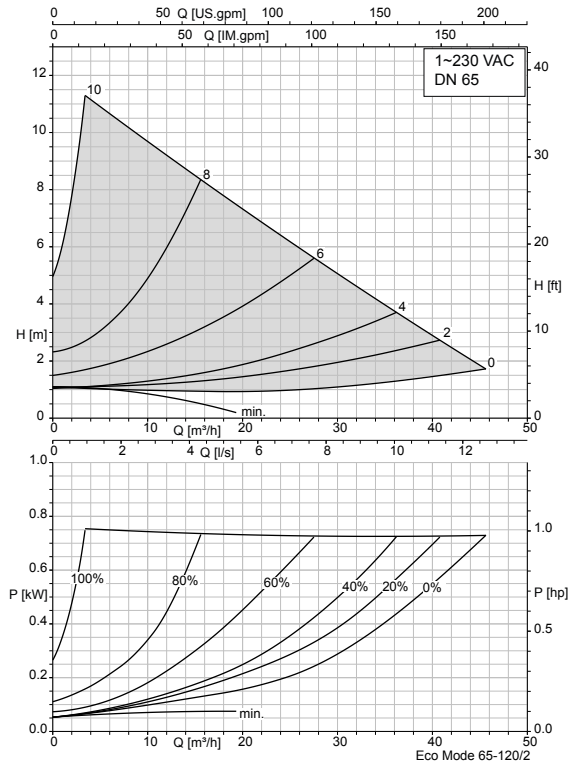 0 50 Q [US.gpm] 100 150 200
0 50 Q [IM.gpm] 100 150
1~230 VAC
DN 65
12
10
8
6
4
H [m]
2
0
40
30
20
H [ft]
10
0
10
8
6
4
2
0
min.
0 10 Q [m³/h] 20 30 40 50
0 2 4 Q [l/s] 6 8 10 12
1.0
0.8
0.6
P [kW]
0.4
0.2
0.0
1.0
P [hp]
0.5
0.0
100% 80% 60% 40% 20% 0%
min.
0 10 Q [m³/h] 20 30 40 50
Eco Mode 65-120/2